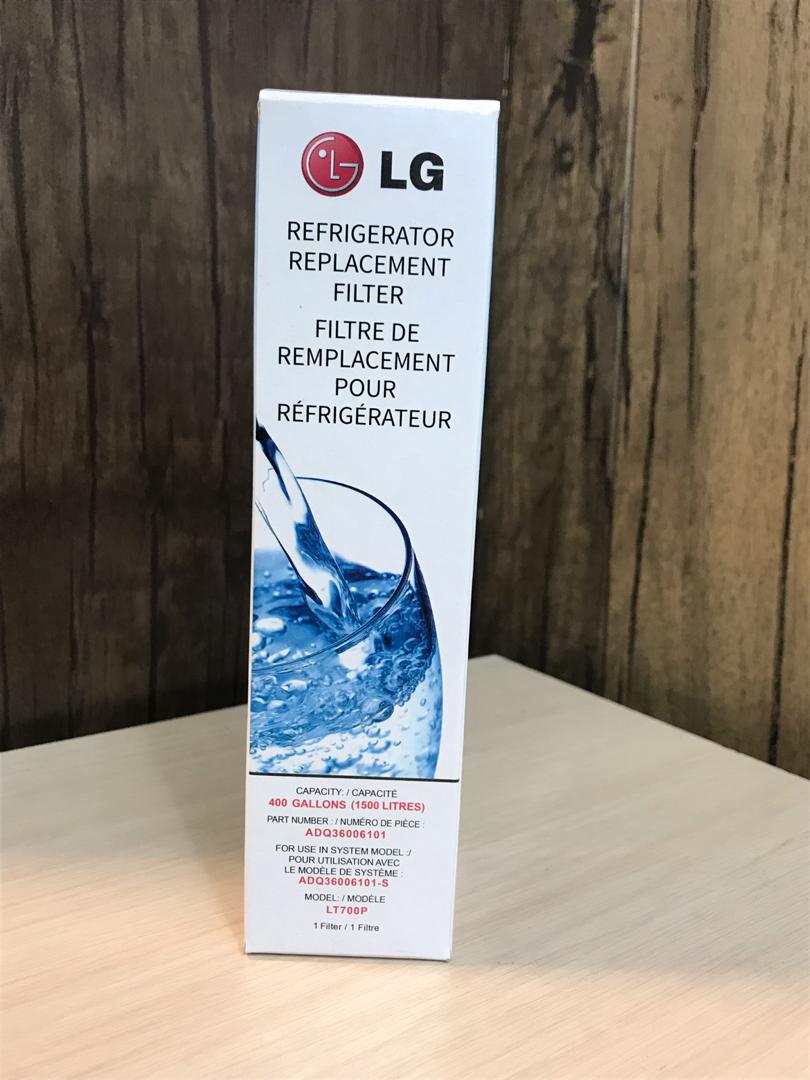 LG
REFRIGERATOR
REPLACEMENT
FILTER
FILTRE DE
REMPLACEMENT
POUR
RÉFRIGÉRATEUR
CAPACITY: / CAPACITÉ
400 GALLONS (1500 LITRES)
PART NUMBER : / NUMÉRO DE PIÈCE :
ADQ36006101
FOR USE IN SYSTEM MODEL :/
POUR UTILISATION AVEC
LE MODÈLE DE SYSTÈME :
ADQ36006101-S
MODEL: / MODÈLE
LT700P
1 Filter / 1 Filtre